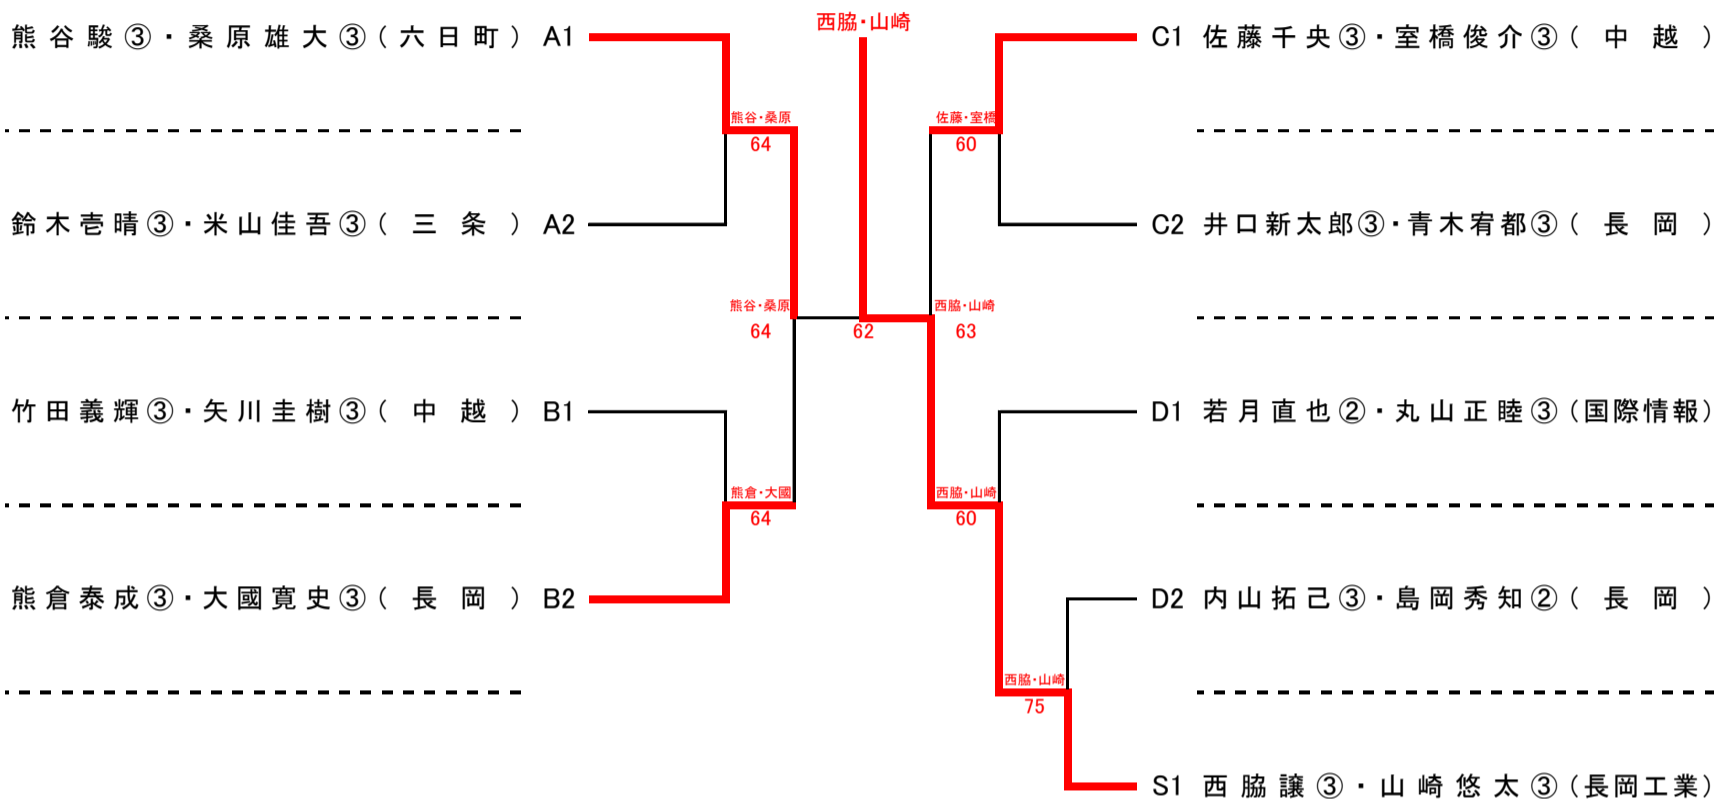 西脇・山崎
熊谷駿③・桑原雄大③(六日町) A1
C1 佐藤千央③・室橋俊介③(中越)
熊谷・桑原
64
佐藤・室橋
60
鈴木壱晴③・米山佳吾③(三条) A2
C2 井口新太郎③・青木宥都③(長岡)
熊谷・桑原
64
62
西脇・山崎
63
竹田義輝③・矢川圭樹③(中越) B1
D1 若月直也②・丸山正睦③(国際情報)
熊倉・大國
64
西脇・山崎
60
熊倉泰成③・大國寛史③(長岡) B2
D2 内山拓己③・島岡秀知②(長岡)
西脇・山崎
75
S1 西脇譲③・山崎悠太③(長岡工業)